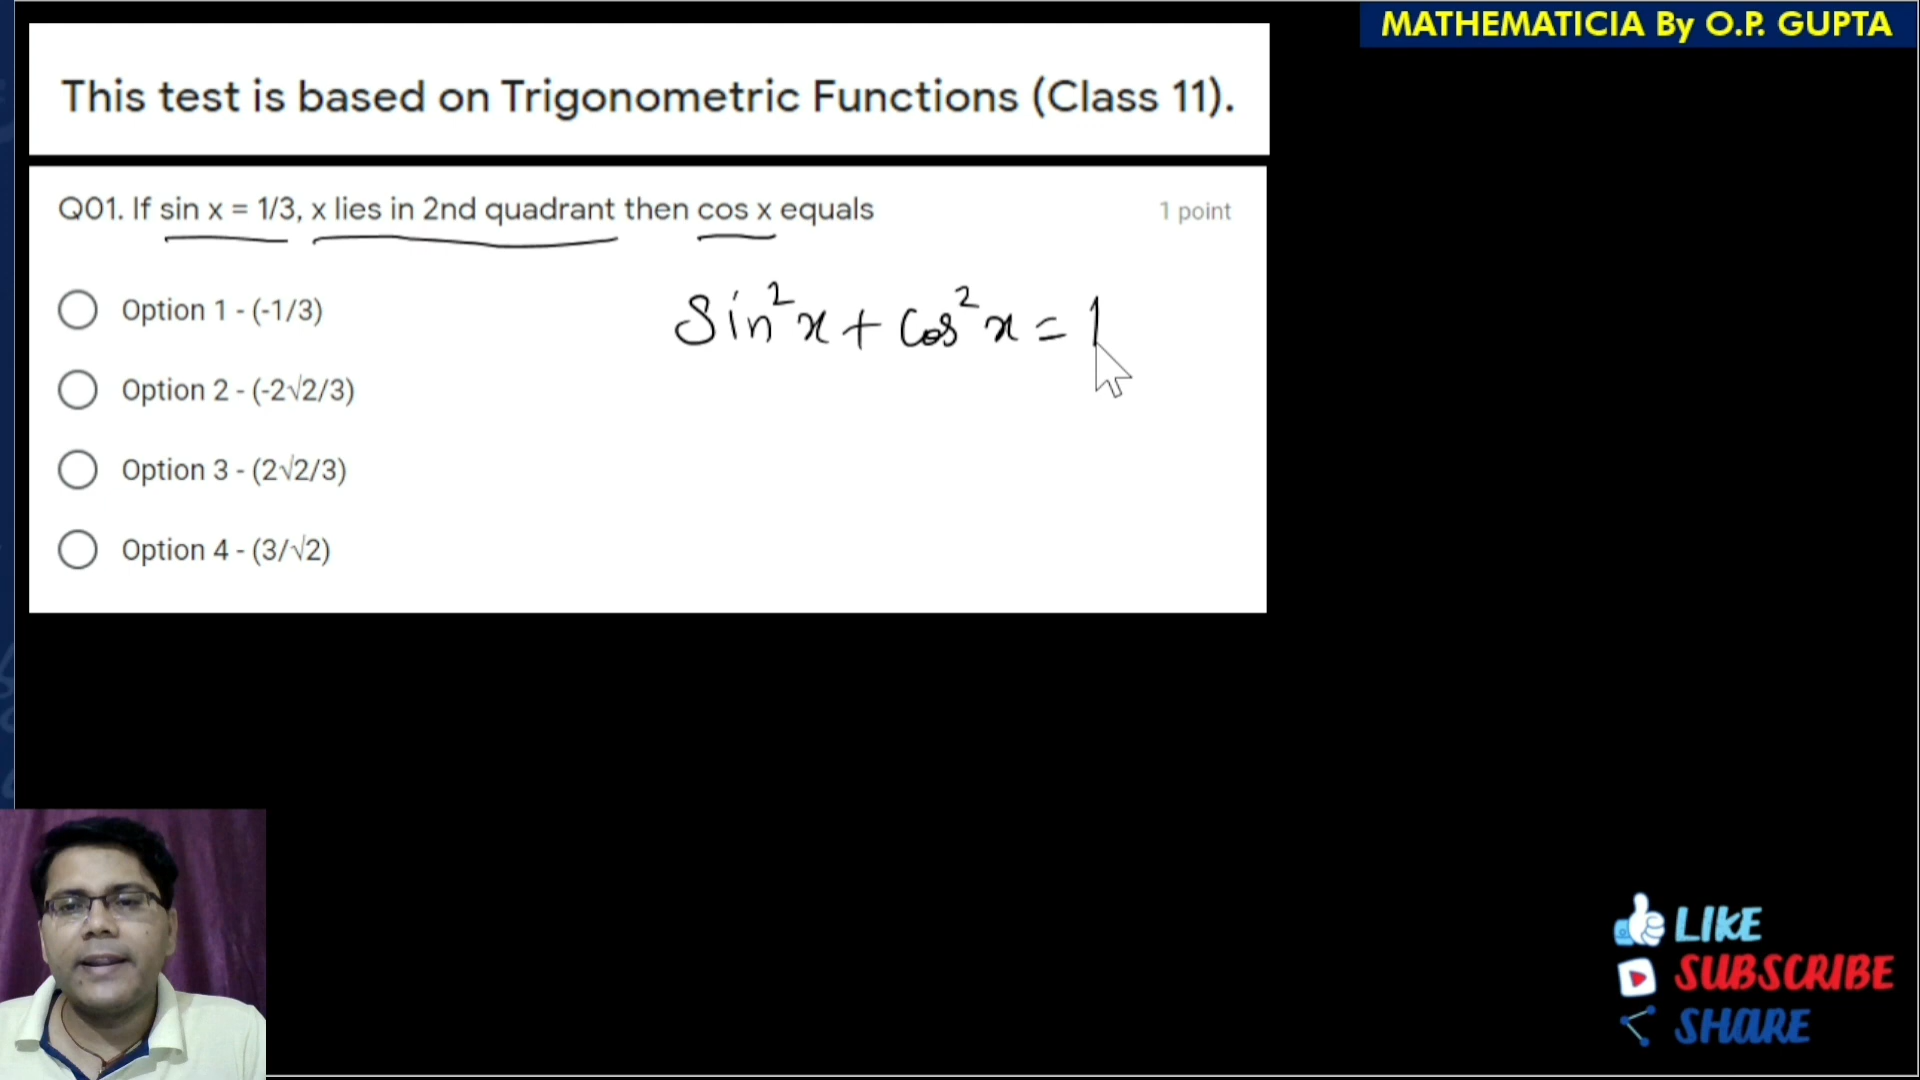 MATHEMATICIA By O.P. GUPTA
This test is based on Trigonometric Functions (Class 11).
Q01. If sin x = 1/3, x lies in 2nd quadrant then cos x equals
1 point
Option 1 - (-1/3)
Sin²x + Cos²x = 1
Option 2 - (-2√2/3)
Option 3 - (2√2/3)
Option 4 - (3/√2)
LIKE
SUBSCRIBE
SHARE